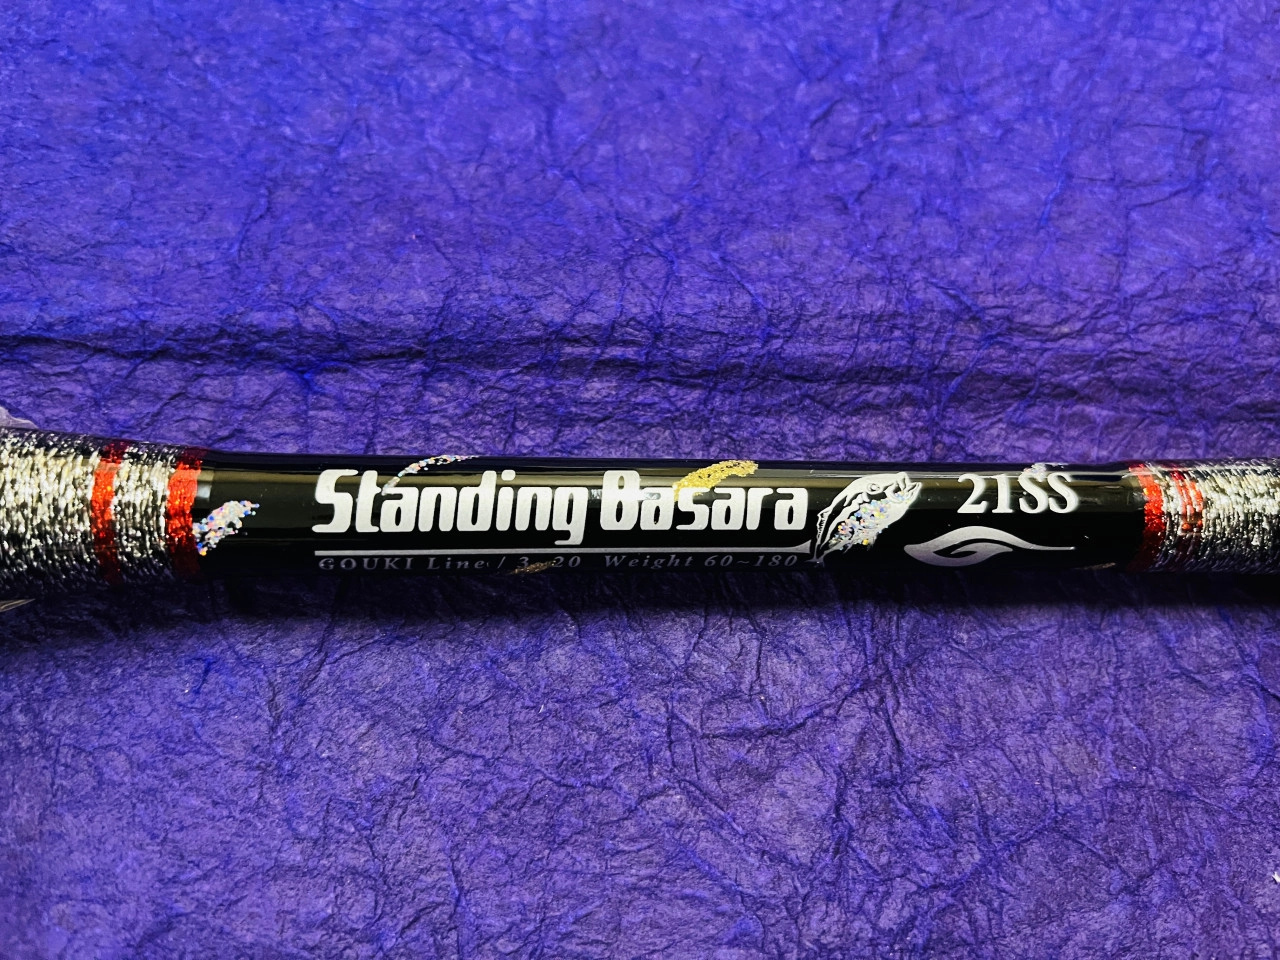 Standing Basara 21SS
GOUKI Line / 3~20 Weight 60~180